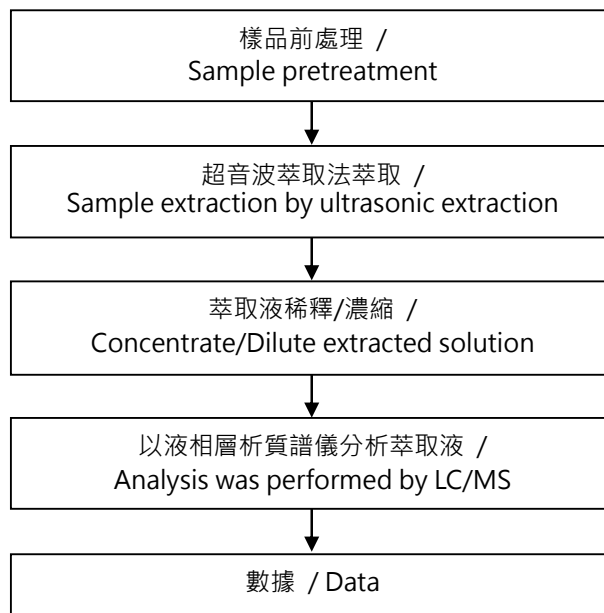 樣品前處理 /
Sample pretreatment
超音波萃取法萃取 /
Sample extraction by ultrasonic extraction
萃取液稀釋/濃縮 /
Concentrate/Dilute extracted solution
以液相層析質譜儀分析萃取液 /
Analysis was performed by LC/MS
數據 / Data